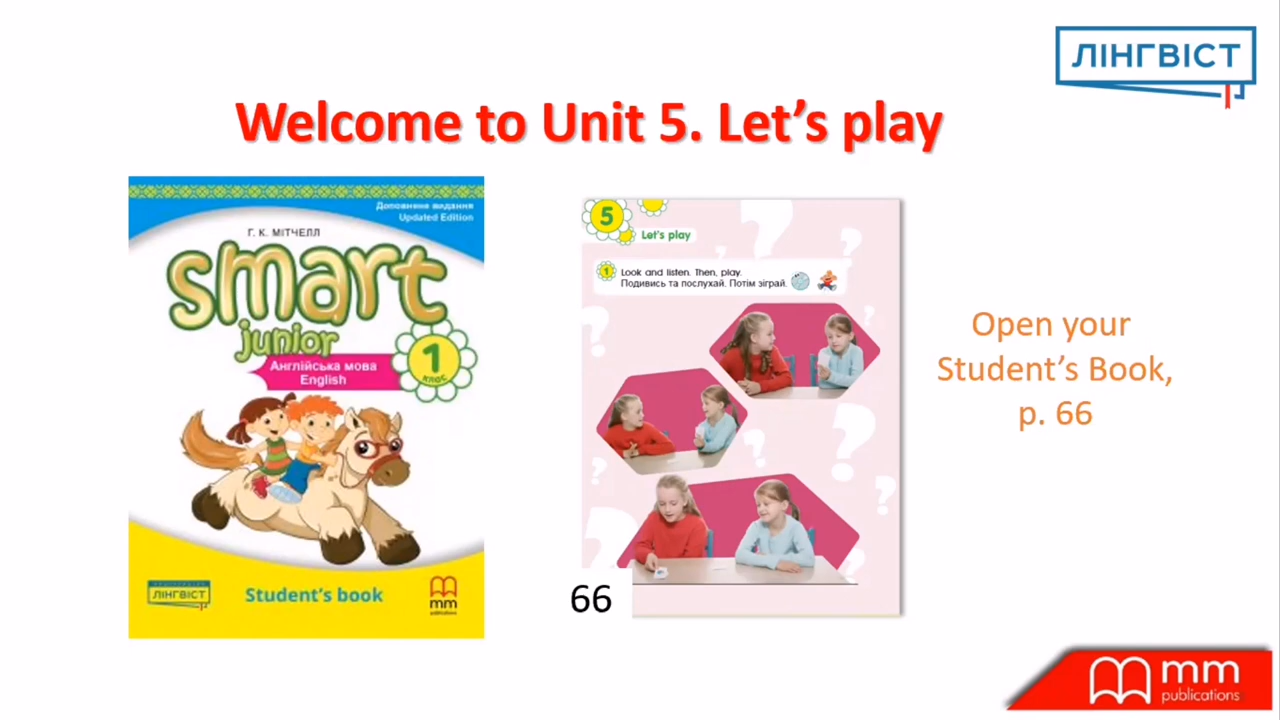 ЛІНГВІСТ
Welcome to Unit 5. Let's play
Доповнене видання
Updated Edition
Г. К. МІТЧЕЛЛ
smart
junior
Англійська мова
English
1
КЛАС
ЛІНГВІСТ
Student's book
mm
publications
5
Let's play
1 Look and listen. Then, play.
Подивись та послухай. Потім зіграй.
66
Open your
Student's Book,
p. 66
mm
publications